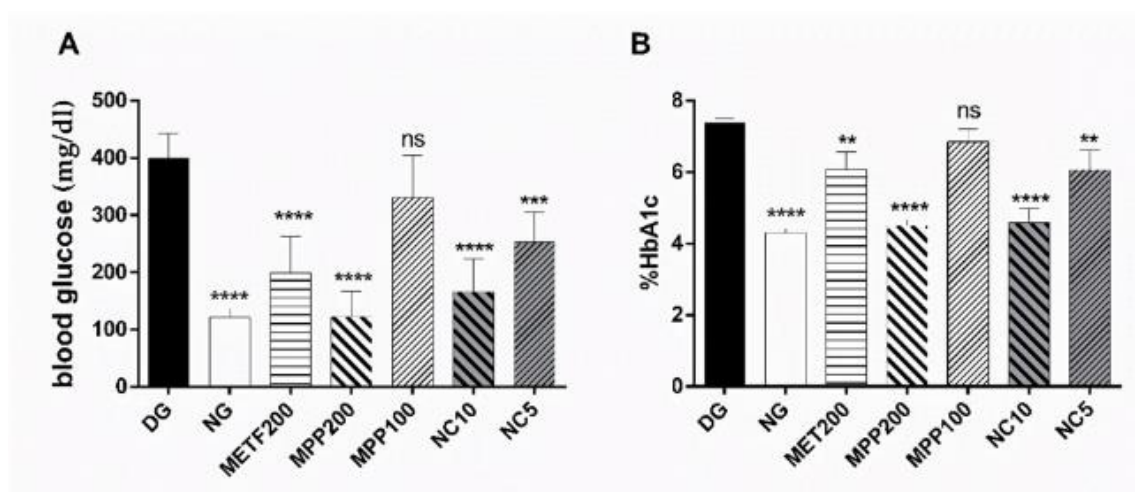 A
blood glucose (mg/dl)
500
400
300
200
100
0
****
****
****
ns
****
***
DG
NG
METF200
MPP200
MPP100
NC10
NC5
B
%HbA1c
8
6
4
2
0
****
**
****
ns
****
**
DG
NG
MET200
MPP200
MPP100
NC10
NC5